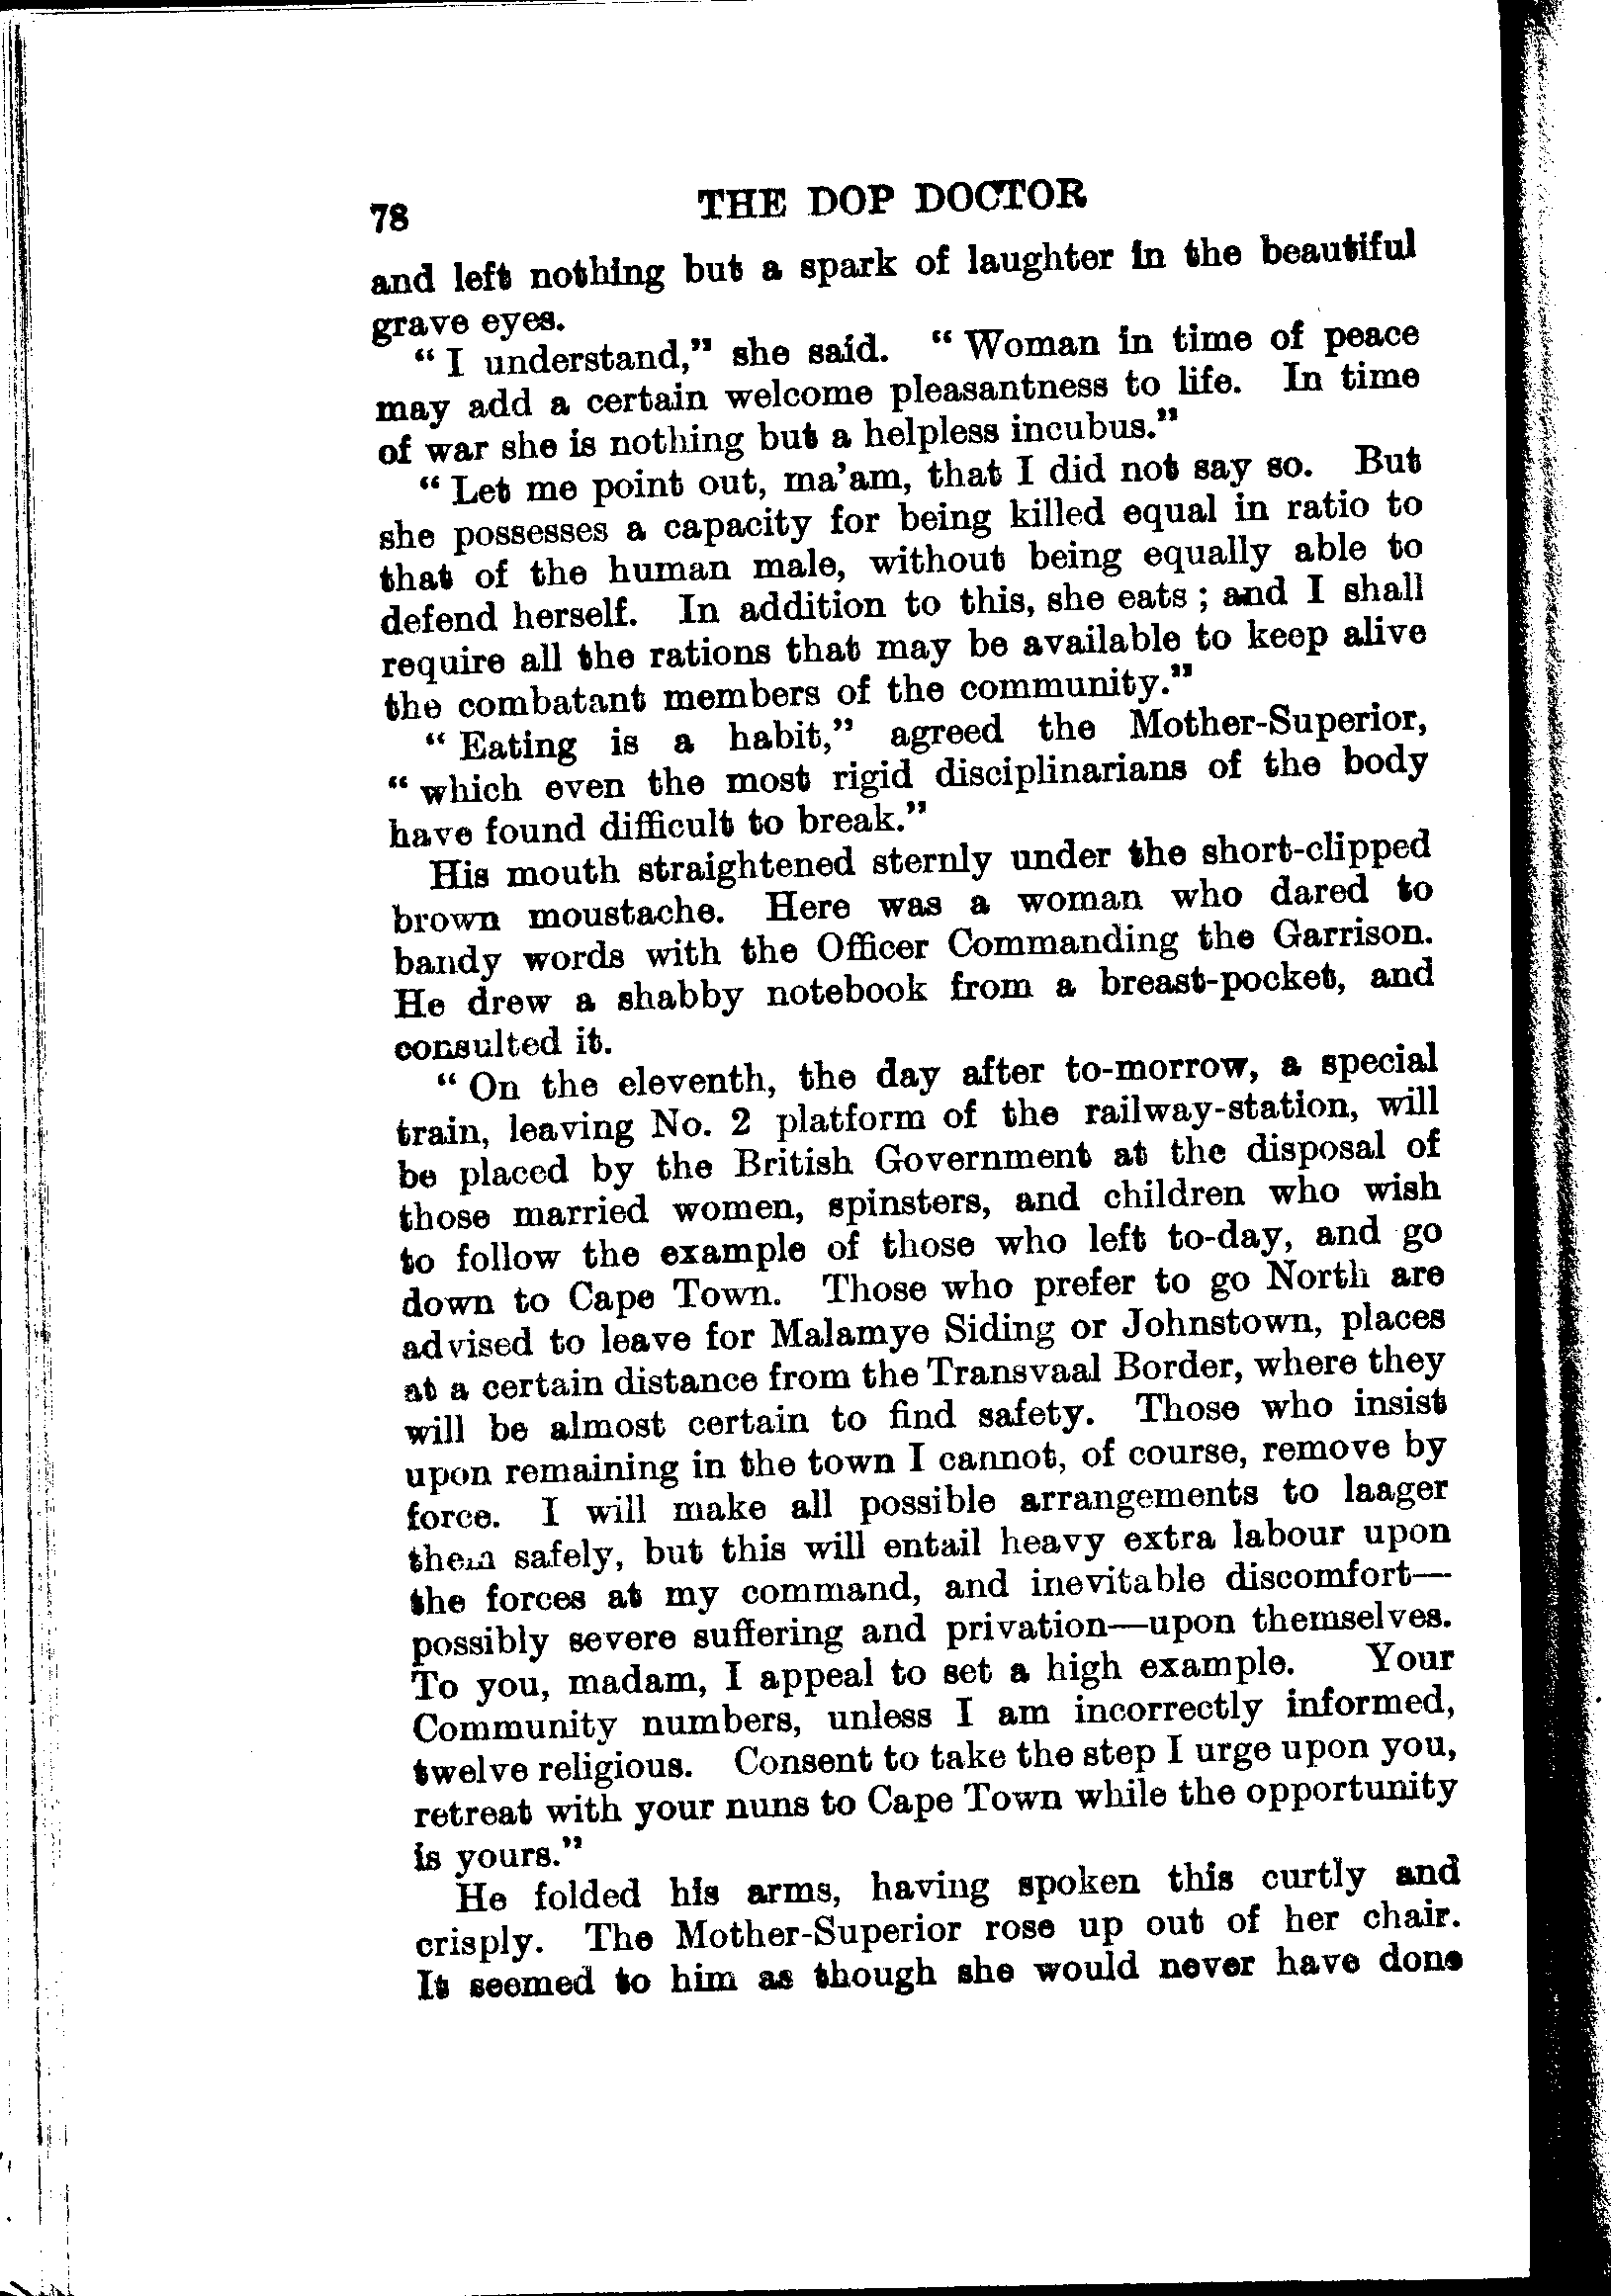 78 THE DOP DOCTOR
and left nothing but a spark of laughter in the beautiful
grave eyes.
“I understand,” she said. “Woman in time of peace
may add a certain welcome pleasantness to life. In time
of war she is nothing but a helpless incubus.”
“Let me point out, ma’am, that I did not say so. But
she possesses a capacity for being killed equal in ratio to
that of the human male, without being equally able to
defend herself. In addition to this, she eats; and I shall
require all the rations that may be available to keep alive
the combatant members of the community.”
“Eating is a habit,” agreed the Mother-Superior,
“which even the most rigid disciplinarians of the body
have found difficult to break.”
His mouth straightened sternly under the short-clipped
brown moustache. Here was a woman who dared to
bandy words with the Officer Commanding the Garrison.
He drew a shabby notebook from a breast-pocket, and
consulted it.
“On the eleventh, the day after to-morrow, a special
train, leaving No. 2 platform of the railway-station, will
be placed by the British Government at the disposal of
those married women, spinsters, and children who wish
to follow the example of those who left to-day, and go
down to Cape Town. Those who prefer to go North are
advised to leave for Malamye Siding or Johnstown, places
at a certain distance from the Transvaal Border, where they
will be almost certain to find safety. Those who insist
upon remaining in the town I cannot, of course, remove by
force. I will make all possible arrangements to laager
them safely, but this will entail heavy extra labour upon
the forces at my command, and inevitable discomfort—
possibly severe suffering and privation—upon themselves.
To you, madam, I appeal to set a high example. Your
Community numbers, unless I am incorrectly informed,
twelve religious. Consent to take the step I urge upon you,
retreat with your nuns to Cape Town while the opportunity
is yours.”
He folded his arms, having spoken this curtly and
crisply. The Mother-Superior rose up out of her chair.
It seemed to him as though she would never have done